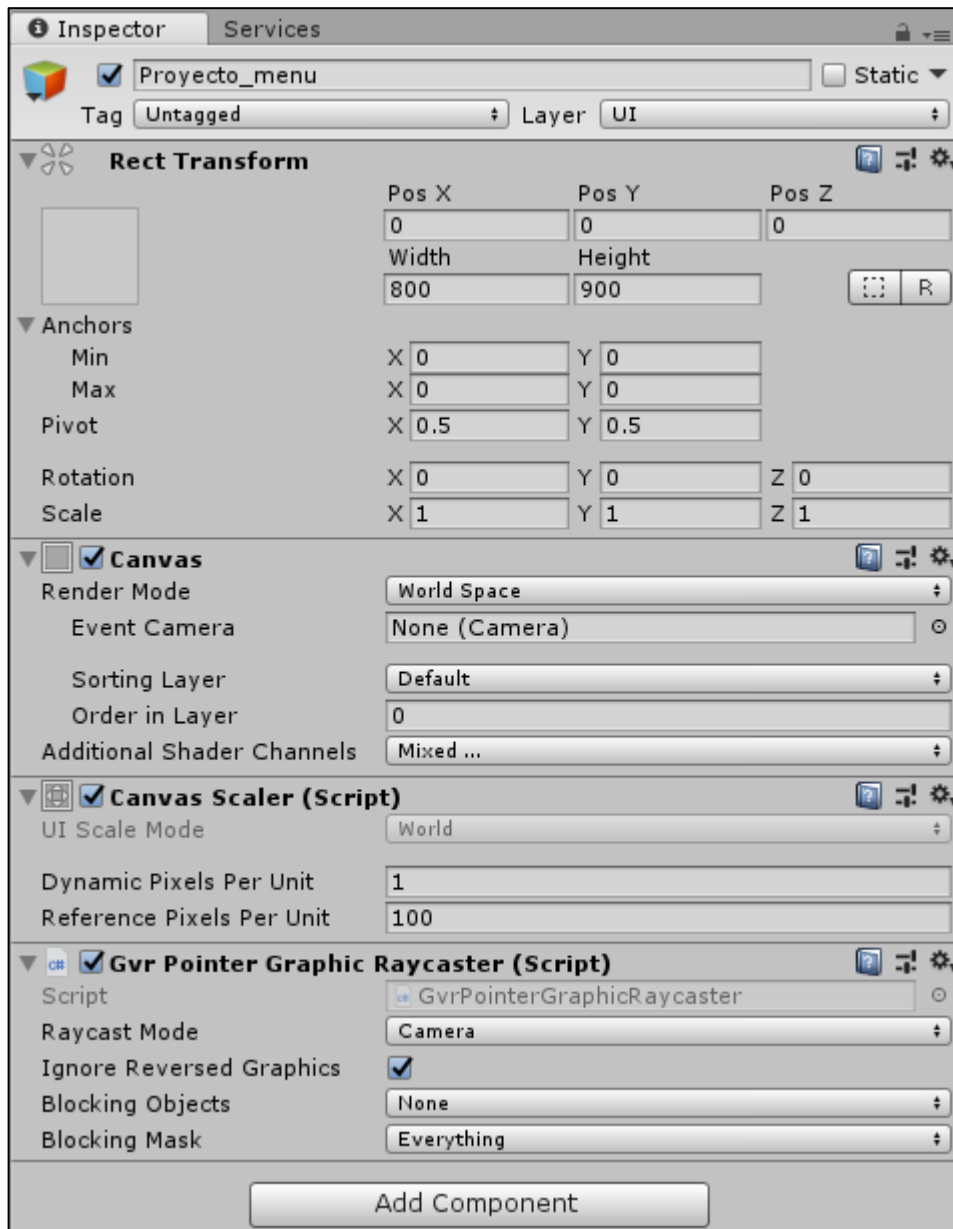 Inspector Services
Proyecto_menu Static
Tag Untagged Layer UI
Rect Transform
Pos X Pos Y Pos Z
0 0 0
Width Height
800 900
R
Anchors
Min X 0 Y 0
Max X 0 Y 0
Pivot X 0.5 Y 0.5
Rotation X 0 Y 0 Z 0
Scale X 1 Y 1 Z 1
Canvas
Render Mode World Space
Event Camera None (Camera)
Sorting Layer Default
Order in Layer 0
Additional Shader Channels Mixed ...
Canvas Scaler (Script)
UI Scale Mode World
Dynamic Pixels Per Unit 1
Reference Pixels Per Unit 100
C# Gvr Pointer Graphic Raycaster (Script)
Script GvrPointerGraphicRaycaster
Raycast Mode Camera
Ignore Reversed Graphics
Blocking Objects None
Blocking Mask Everything
Add Component